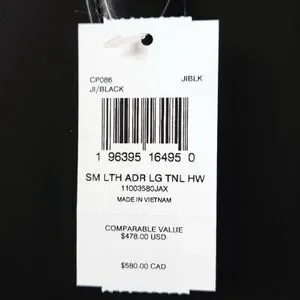 CP086 JIBLK
JI/BLACK
1 96395 16495 0
SM LTH ADR LG TNL HW
11003580JAX
MADE IN VIETNAM
COMPARABLE VALUE
$478.00 USD
$580.00 CAD